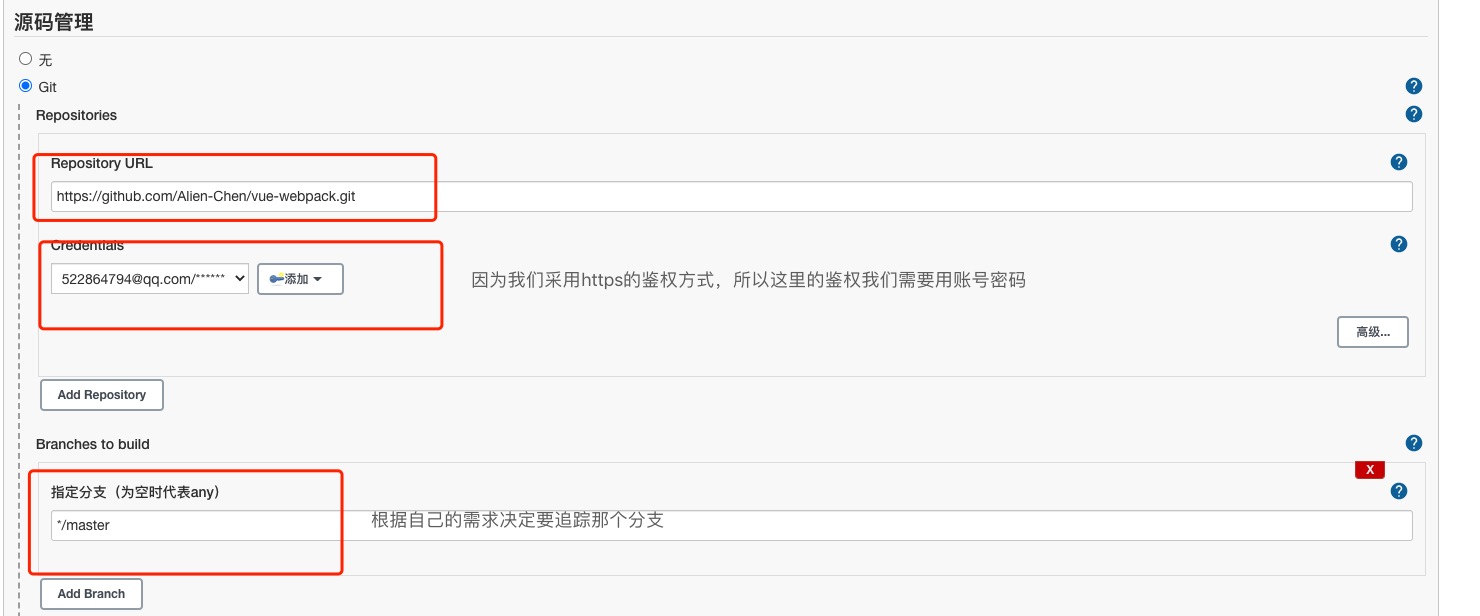 源码管理
无
Git
Repositories
Repository URL
https://github.com/Alien-Chen/vue-webpack.git
Credentials
522864794@qq.com/****** 添加 因为我们采用https的鉴权方式，所以这里的鉴权我们需要用账号密码
高级...
Add Repository
Branches to build
X
指定分支（为空时代表any）
*/master 根据自己的需求决定要追踪那个分支
Add Branch